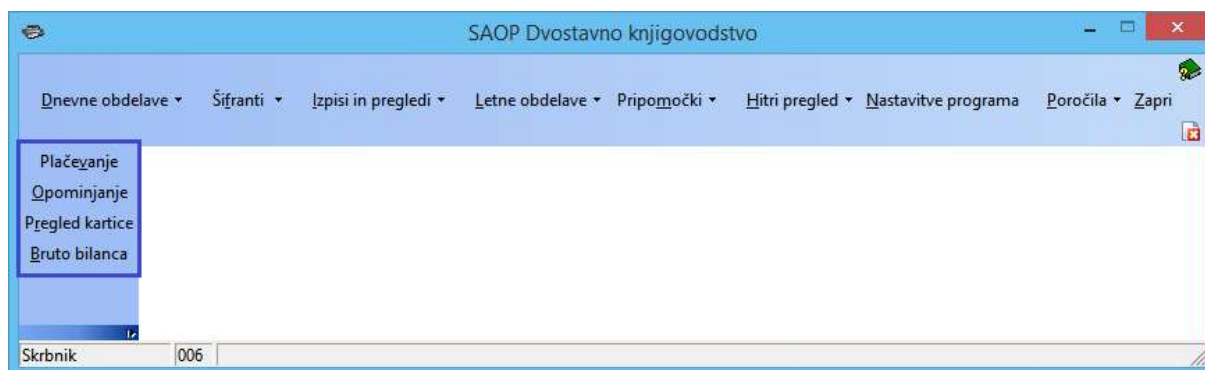 SAOP Dvostavno knjigovodstvo
Dnevne obdelave Šifranti Izpisi in pregledi Letne obdelave Pripomočki Hitri pregled Nastavitve programa Poročila Zapri
Plačevanje
Opominjanje
Pregled kartice
Bruto bilanca
Skrbnik 006